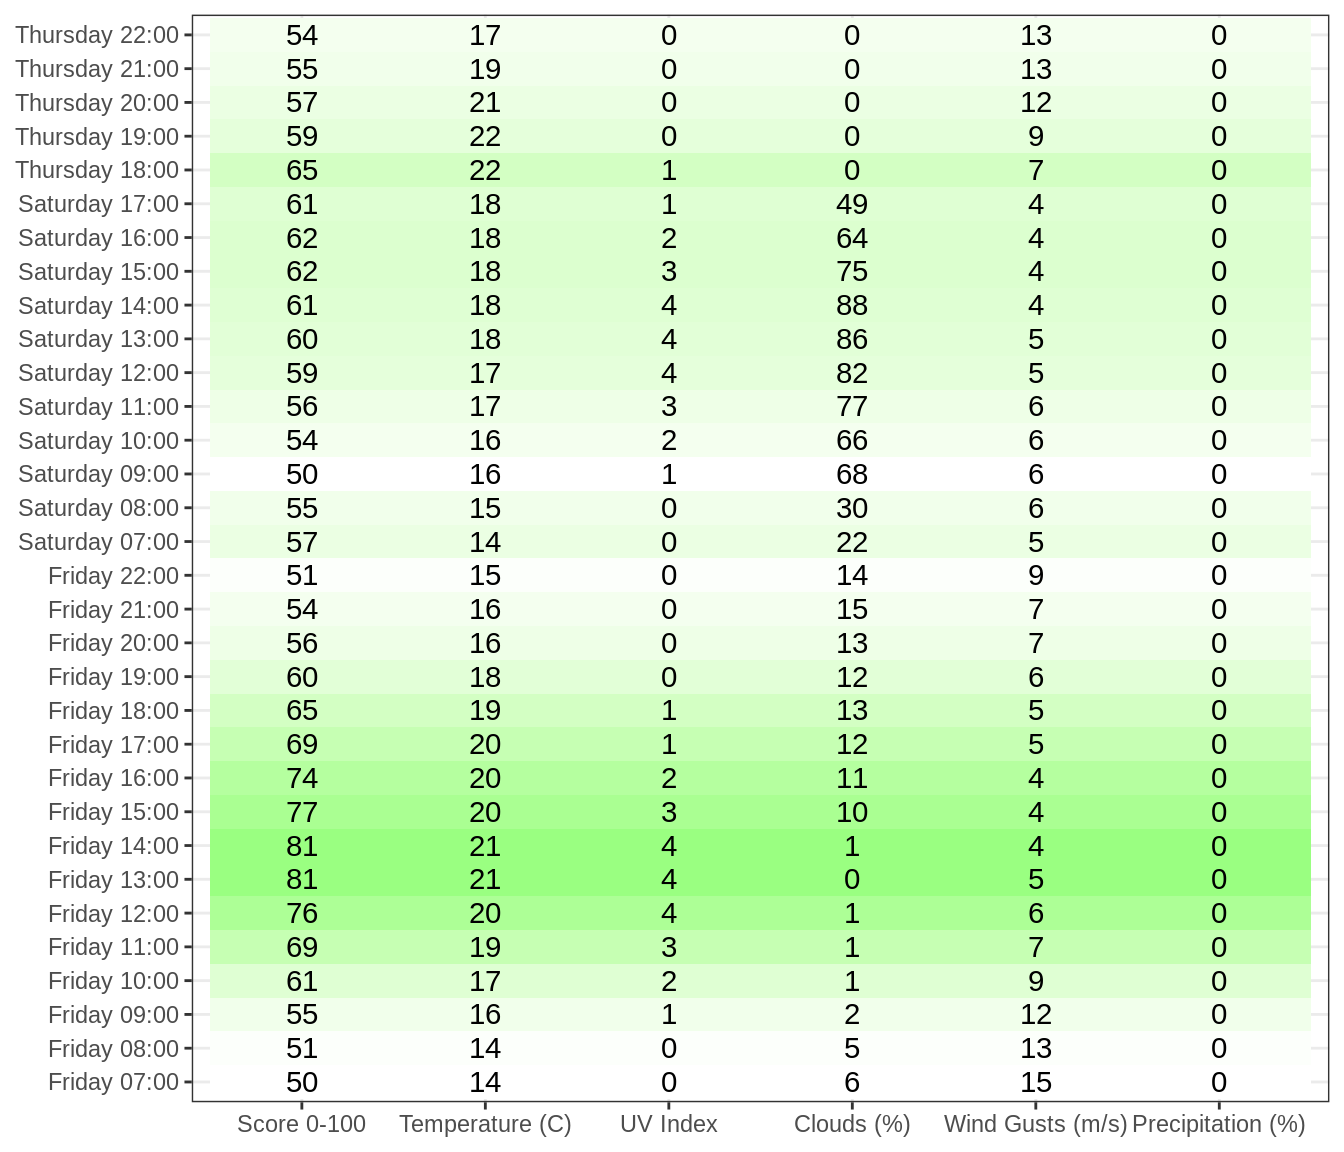 Thursday 22:00 54 17 0 0 13 0
Thursday 21:00 55 19 0 0 13 0
Thursday 20:00 57 21 0 0 12 0
Thursday 19:00 59 22 0 0 9 0
Thursday 18:00 65 22 1 0 7 0
Saturday 17:00 61 18 1 49 4 0
Saturday 16:00 62 18 2 64 4 0
Saturday 15:00 62 18 3 75 4 0
Saturday 14:00 61 18 4 88 4 0
Saturday 13:00 60 18 4 86 5 0
Saturday 12:00 59 17 4 82 5 0
Saturday 11:00 56 17 3 77 6 0
Saturday 10:00 54 16 2 66 6 0
Saturday 09:00 50 16 1 68 6 0
Saturday 08:00 55 15 0 30 6 0
Saturday 07:00 57 14 0 22 5 0
Friday 22:00 51 15 0 14 9 0
Friday 21:00 54 16 0 15 7 0
Friday 20:00 56 16 0 13 7 0
Friday 19:00 60 18 0 12 6 0
Friday 18:00 65 19 1 13 5 0
Friday 17:00 69 20 1 12 5 0
Friday 16:00 74 20 2 11 4 0
Friday 15:00 77 20 3 10 4 0
Friday 14:00 81 21 4 1 4 0
Friday 13:00 81 21 4 0 5 0
Friday 12:00 76 20 4 1 6 0
Friday 11:00 69 19 3 1 7 0
Friday 10:00 61 17 2 1 9 0
Friday 09:00 55 16 1 2 12 0
Friday 08:00 51 14 0 5 13 0
Friday 07:00 50 14 0 6 15 0
Score 0-100 Temperature (C) UV Index Clouds (%) Wind Gusts (m/s) Precipitation (%)